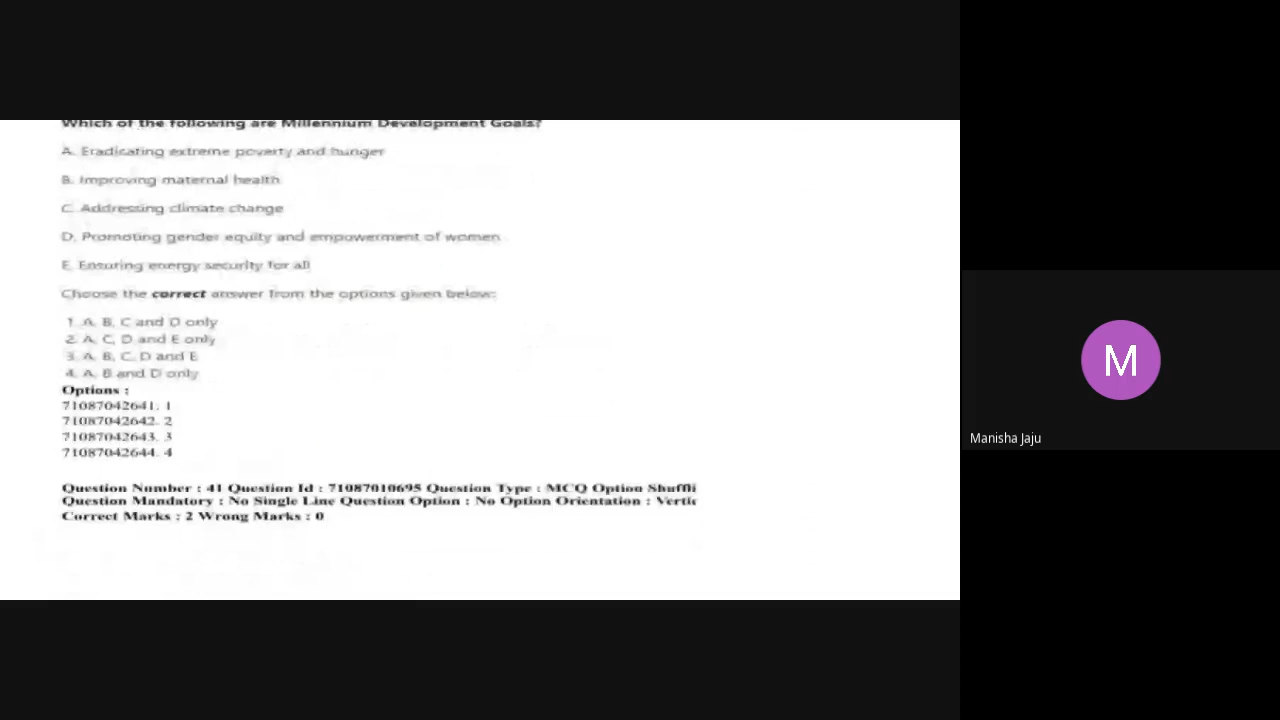 Which of the following are Millennium Development Goals?
A. Eradicating extreme poverty and hunger
B. Improving maternal health
C. Addressing climate change
D. Promoting gender equity and empowerment of women
E. Ensuring energy security for all
Choose the correct answer from the options given below:
1. A, B, C and D only
2. A, C, D and E only
3. A, B, C, D and E
4. A, B and D only
Options :
71087042641. 1
71087042642. 2
71087042643. 3
71087042644. 4
Question Number : 41 Question Id : 71087010695 Question Type : MCQ Option Shuffli
Question Mandatory : No Single Line Question Option : No Option Orientation : Vertic
Correct Marks : 2 Wrong Marks : 0
M
Manisha Jaju